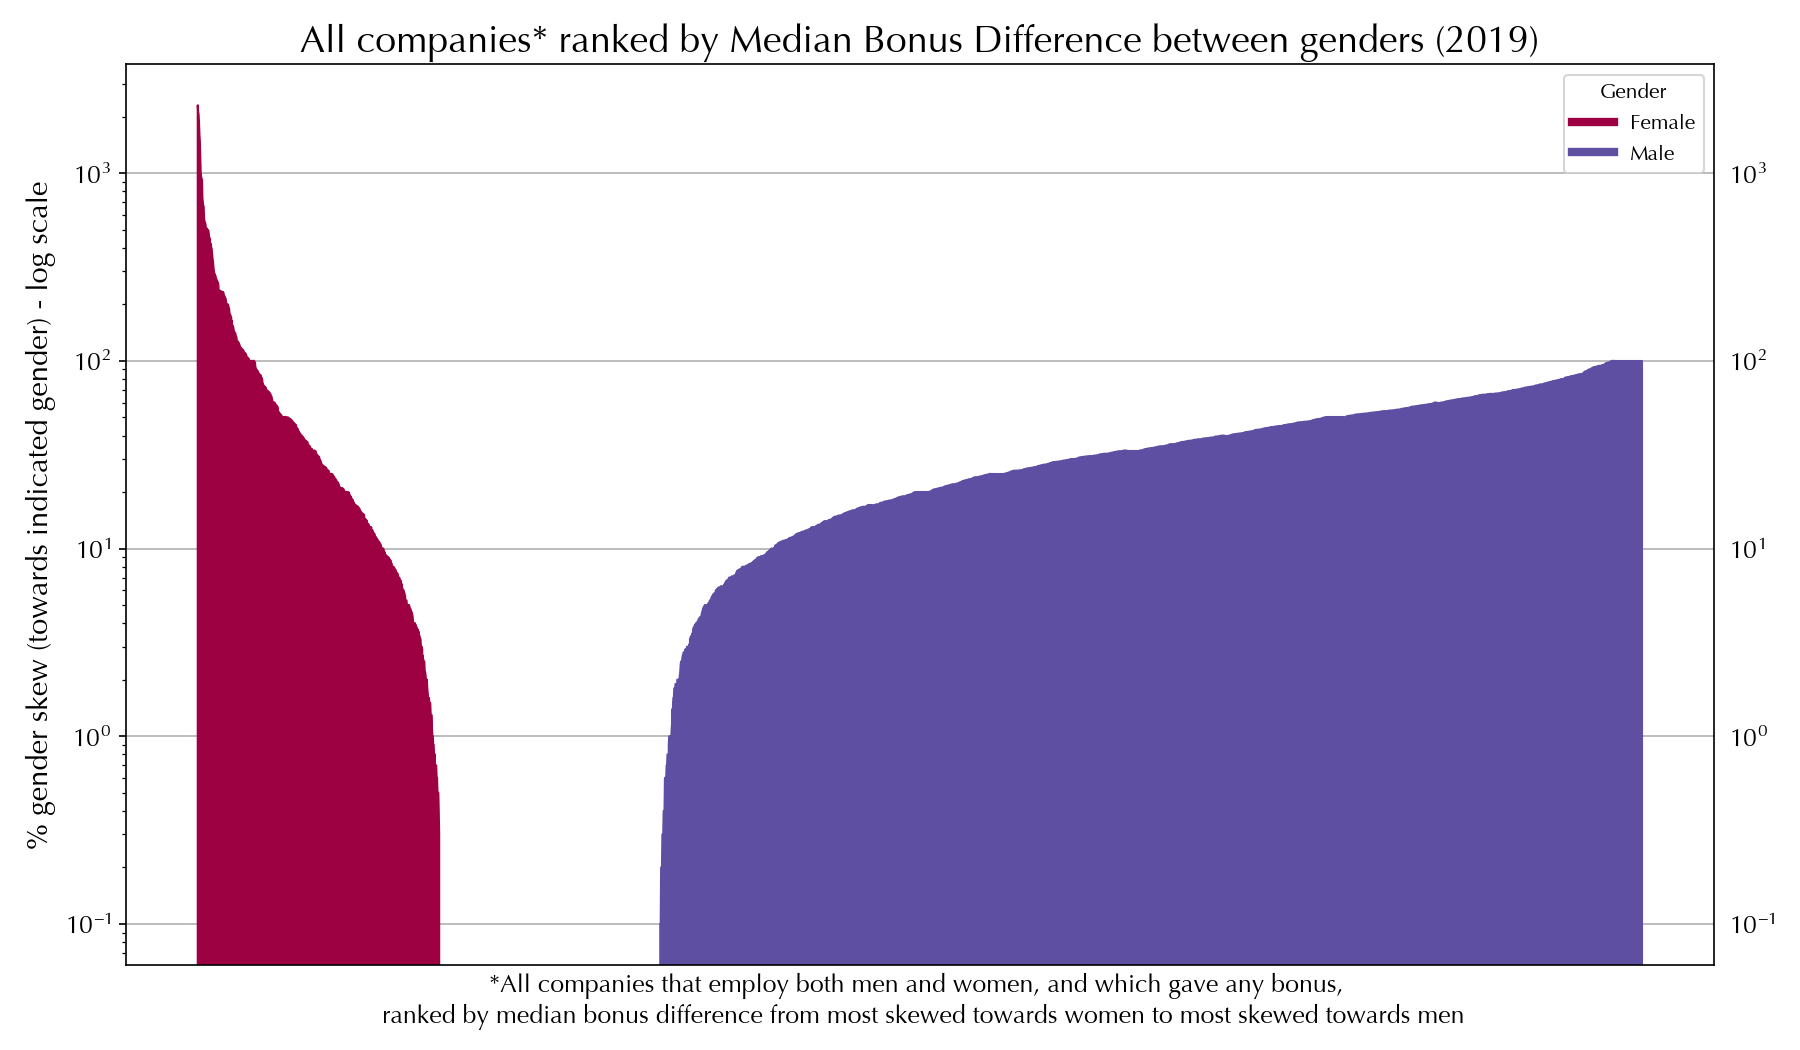 All companies* ranked by Median Bonus Difference between genders (2019)
% gender skew (towards indicated gender) - log scale
Gender
Female
Male
10³ 10³
10² 10²
10¹ 10¹
10⁰ 10⁰
10⁻¹ 10⁻¹
*All companies that employ both men and women, and which gave any bonus,
ranked by median bonus difference from most skewed towards women to most skewed towards men